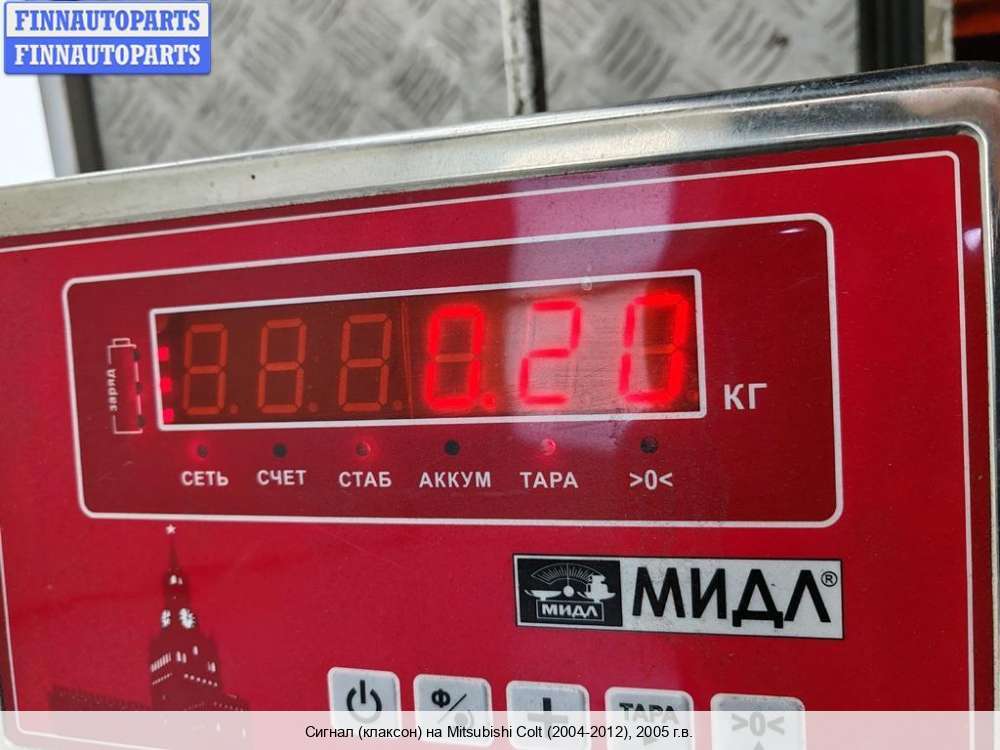 FINNAUTOPARTS
FINNAUTOPARTS
заряд
0.20
КГ
СЕТЬ СЧЕТ СТАБ АККУМ ТАРА >0<
МИДЛ
МИДЛ®
Ф/
+
ТАРА
>0<
Сигнал (клаксон) на Mitsubishi Colt (2004-2012), 2005 г.в.